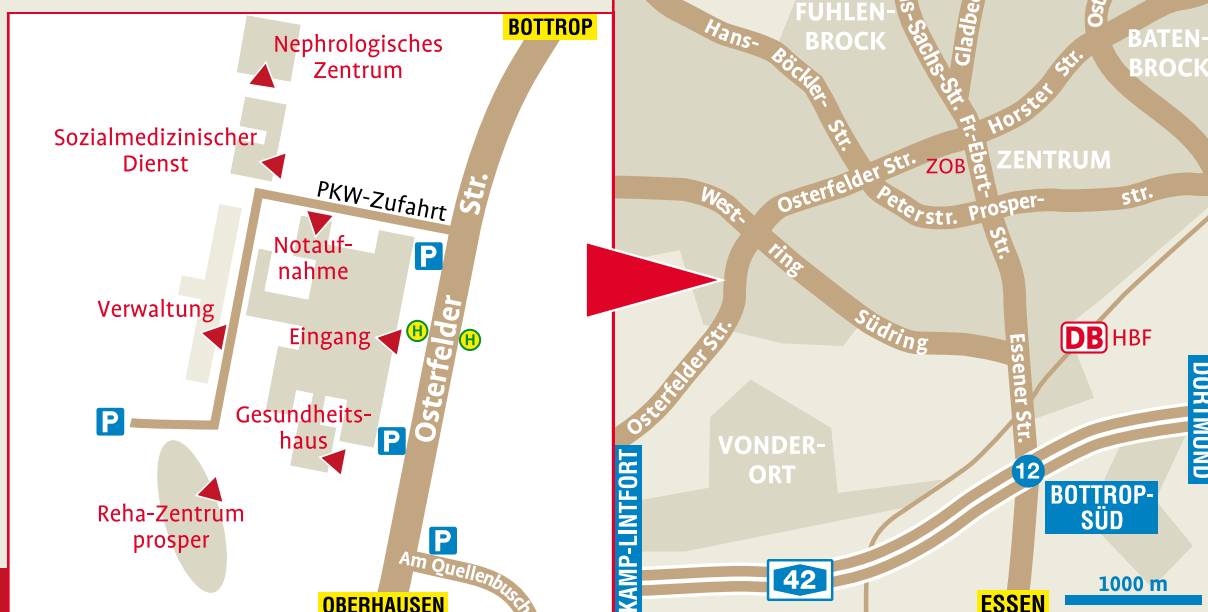 BOTTROP
Nephrologisches
Zentrum
Sozialmedizinischer
Dienst
PKW-Zufahrt
Str.
Notauf-
nahme
P
Verwaltung
Eingang
H
H
Osterfelder
Gesundheits-
haus
P
P
Reha-Zentrum
prosper
P
Am Quellenbusch
OBERHAUSEN
FUHLEN-
BROCK
Hans-
Böckler-
Str.
s-Sachs-Str.
Gladbe
Ost
BATEN-
BROCK
Horster Str.
Fr.-Ebert-
Str.
ZOB
ZENTRUM
Osterfelder Str.
Peterstr.
Prosper-
str.
West-
ring
Südring
Osterfelder Str.
Essener Str.
DB HBF
DORTMUND
VONDER-
ORT
12
BOTTROP-
SÜD
KAMP-LINTFORT
42
1000 m
ESSEN